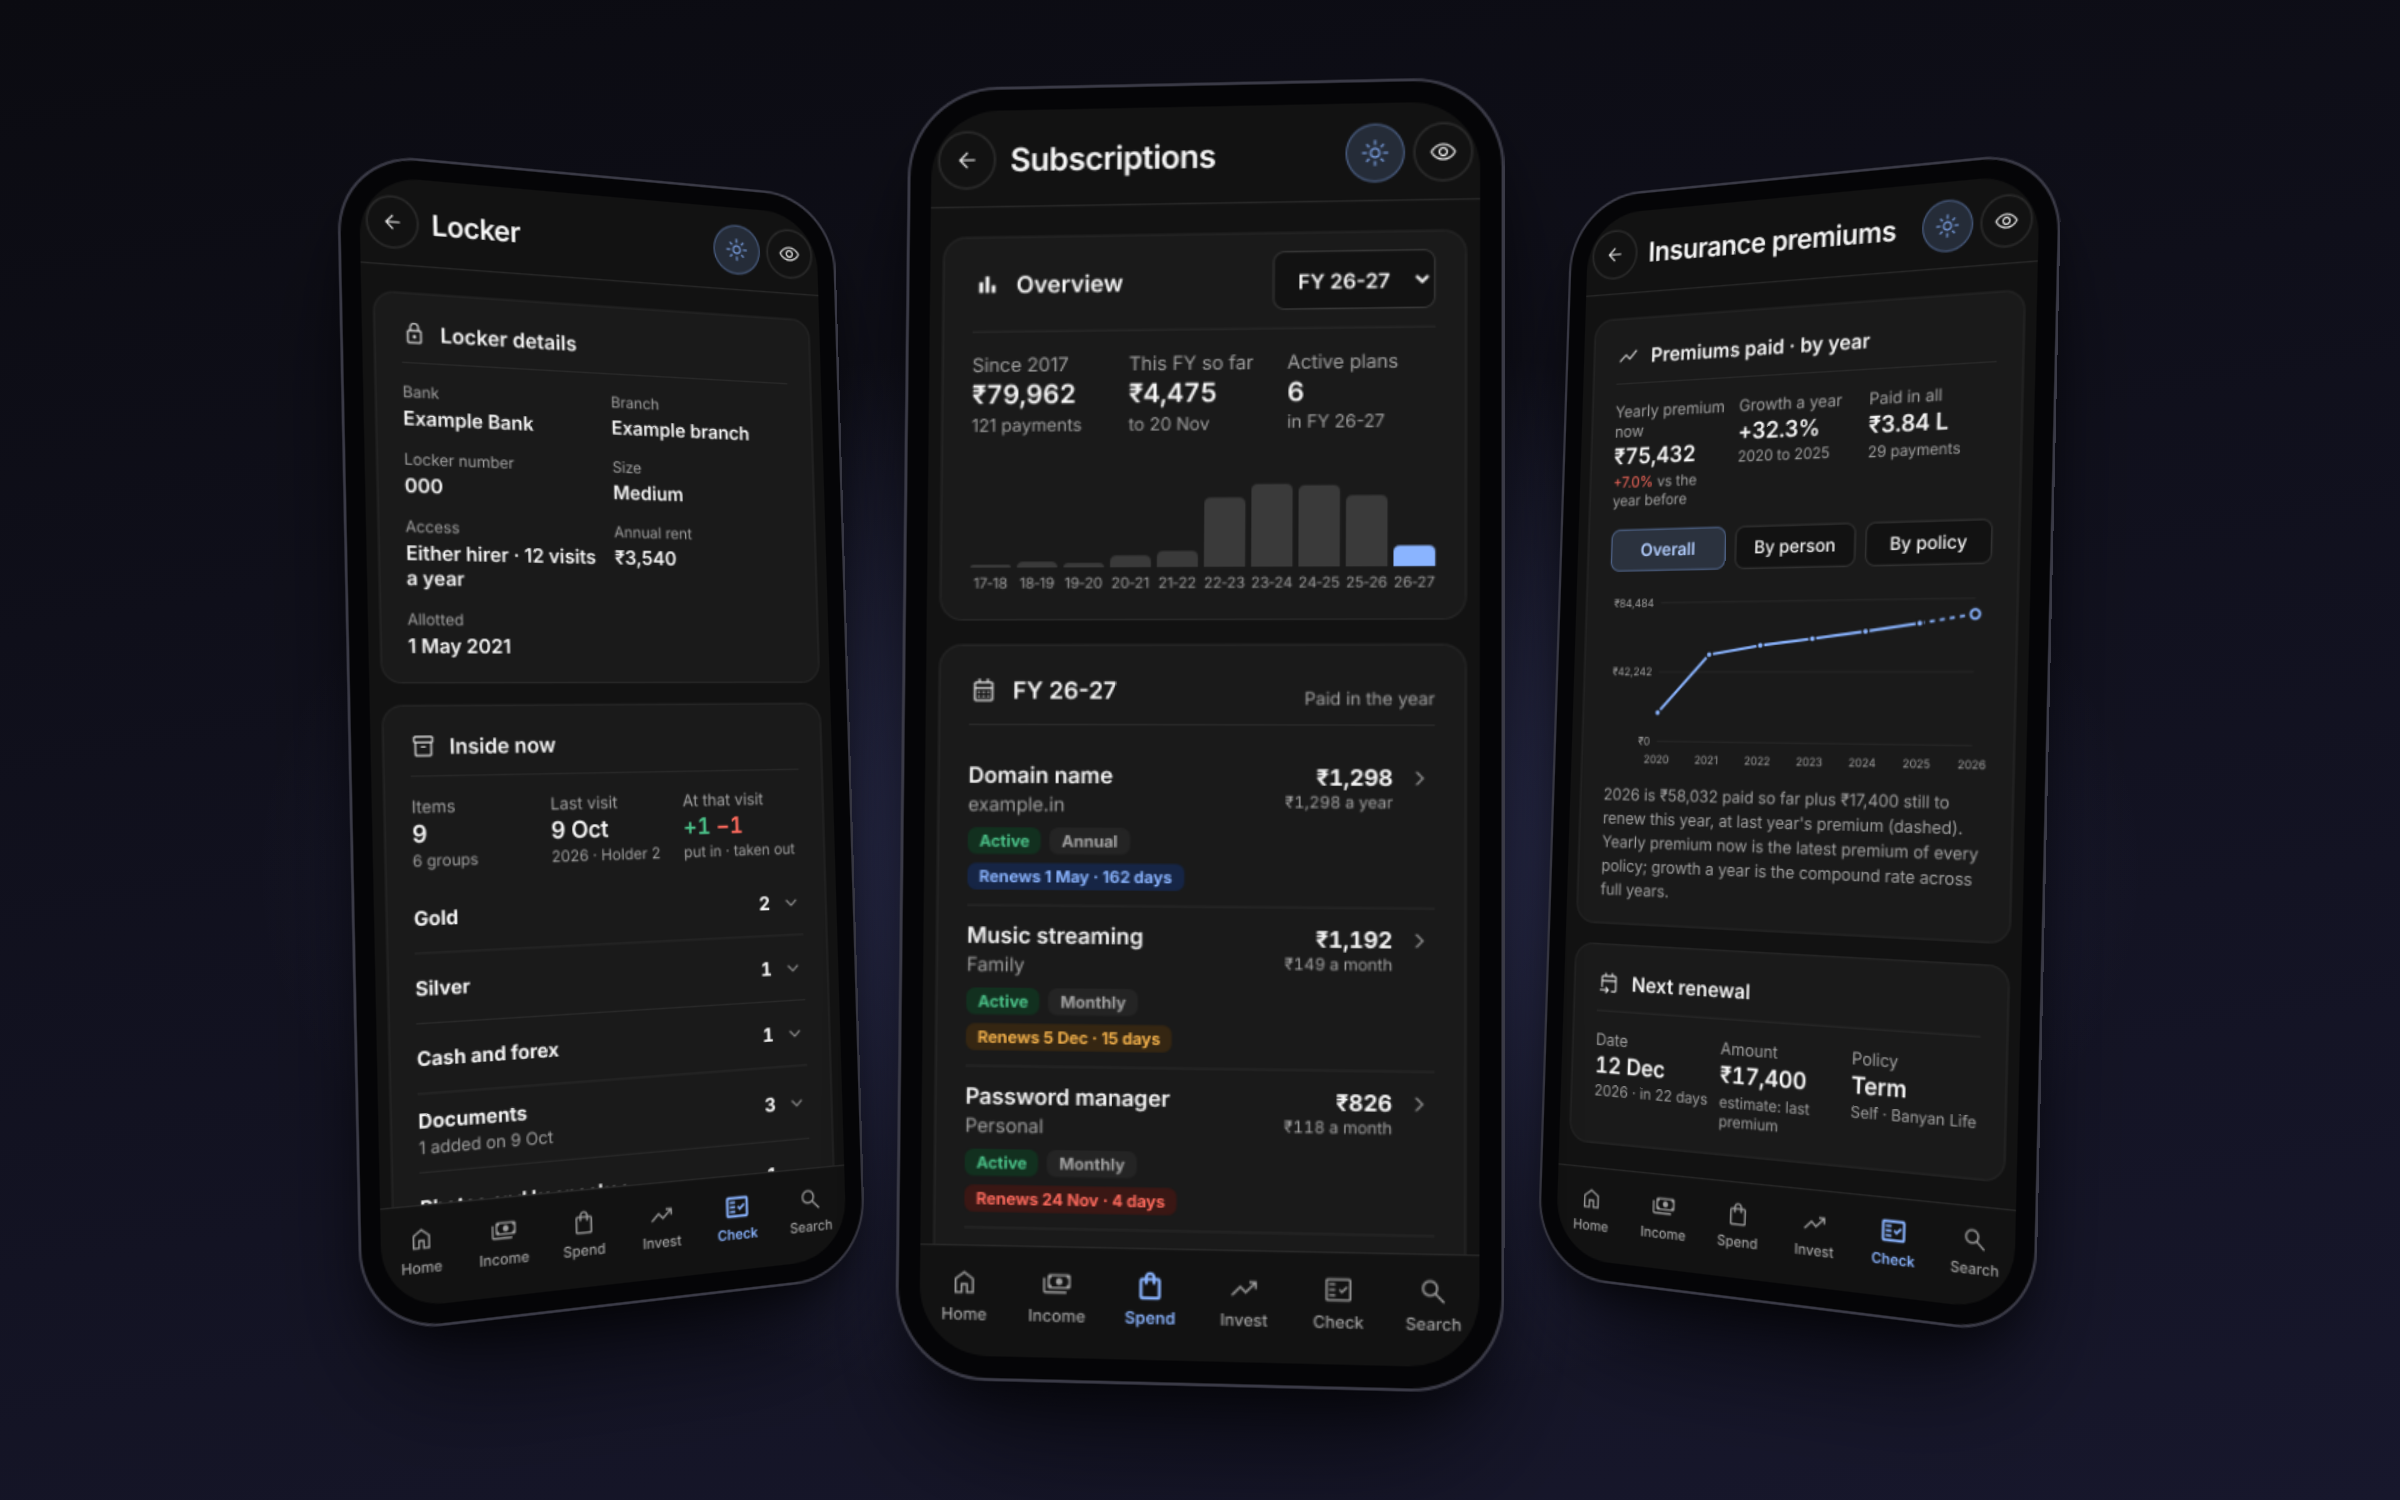 Locker
Locker details
Bank
Example Bank
Branch
Example branch
Locker number
000
Size
Medium
Access
Either hirer · 12 visits
a year
Annual rent
₹3,540
Allotted
1 May 2021
Inside now
Items
9
6 groups
Last visit
9 Oct
2026 · Holder 2
At that visit
+1 −1
put in · taken out
Gold
2
Silver
1
Cash and forex
1
Documents
3
1 added on 9 Oct
Home
Income
Spend
Invest
Check
Search
Subscriptions
Overview
FY 26-27
Since 2017
₹79,962
121 payments
This FY so far
₹4,475
to 20 Nov
Active plans
6
in FY 26-27
17-18 18-19 19-20 20-21 21-22 22-23 23-24 24-25 25-26 26-27
FY 26-27
Paid in the year
Domain name
₹1,298
example.in
₹1,298 a year
Active
Annual
Renews 1 May · 162 days
Music streaming
₹1,192
Family
₹149 a month
Active
Monthly
Renews 5 Dec · 15 days
Password manager
₹826
Personal
₹118 a month
Active
Monthly
Renews 24 Nov · 4 days
Home
Income
Spend
Invest
Check
Search
Insurance premiums
Premiums paid · by year
Yearly premium
now
₹75,432
+7.0% vs the
year before
Growth a year
+32.3%
2020 to 2025
Paid in all
₹3.84 L
29 payments
Overall
By person
By policy
₹84,484
₹42,242
₹0
2020 2021 2022 2023 2024 2025 2026
2026 is ₹58,032 paid so far plus ₹17,400 still to
renew this year, at last year's premium (dashed).
Yearly premium now is the latest premium of every
policy; growth a year is the compound rate across
full years.
Next renewal
Date
12 Dec
2026 · in 22 days
Amount
₹17,400
estimate: last
premium
Policy
Term
Self · Banyan Life
Home
Income
Spend
Invest
Check
Search